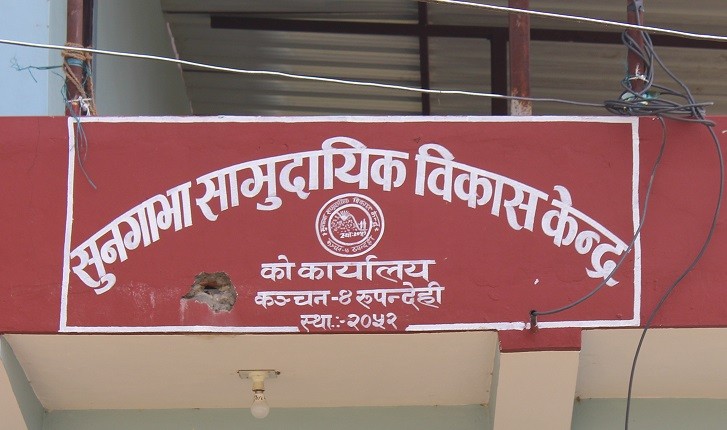 सुनगाभा सामुदायिक विकास केन्द्र
को कार्यालय
कञ्चन-४ रुपन्देही
स्था:-२०५२